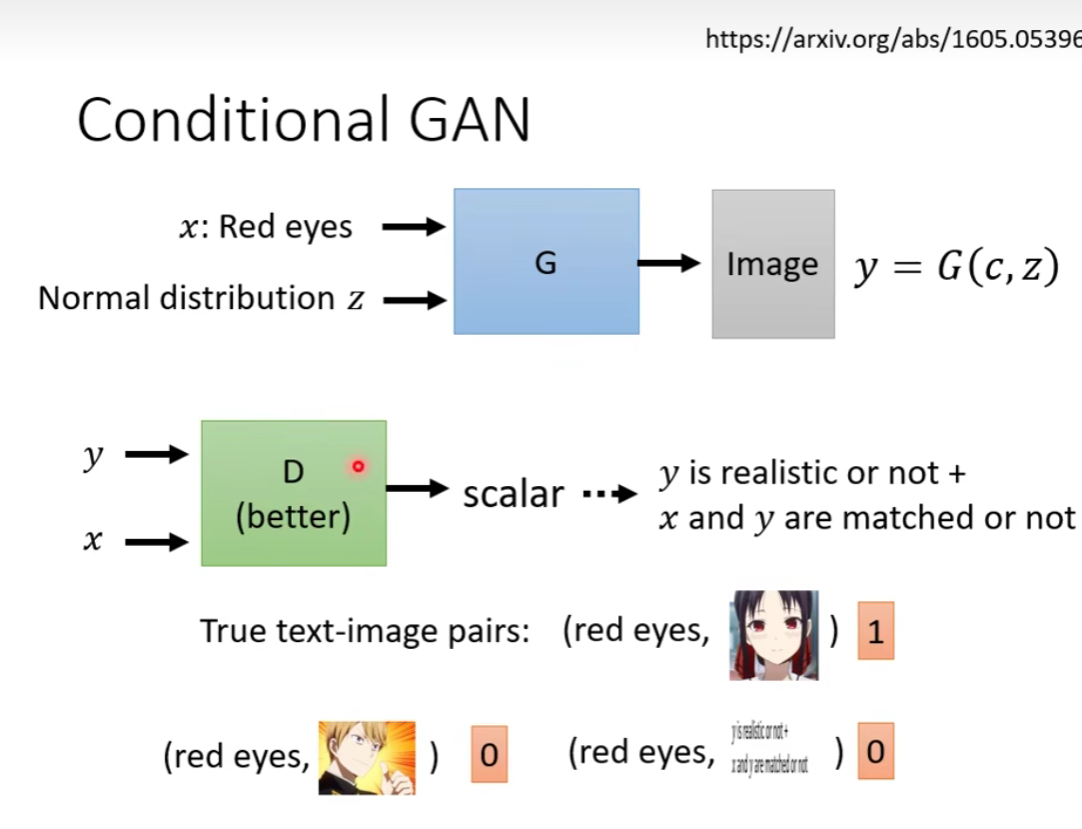 https://arxiv.org/abs/1605.05396
Conditional GAN
x: Red eyes
Normal distribution z
G
Image
y = G(c, z)
y
x
D
(better)
scalar
y is realistic or not +
x and y are matched or not
True text-image pairs: (red eyes, ) 1
(red eyes, ) 0
(red eyes, y is realistic or not +
x and y are matched or not ) 0